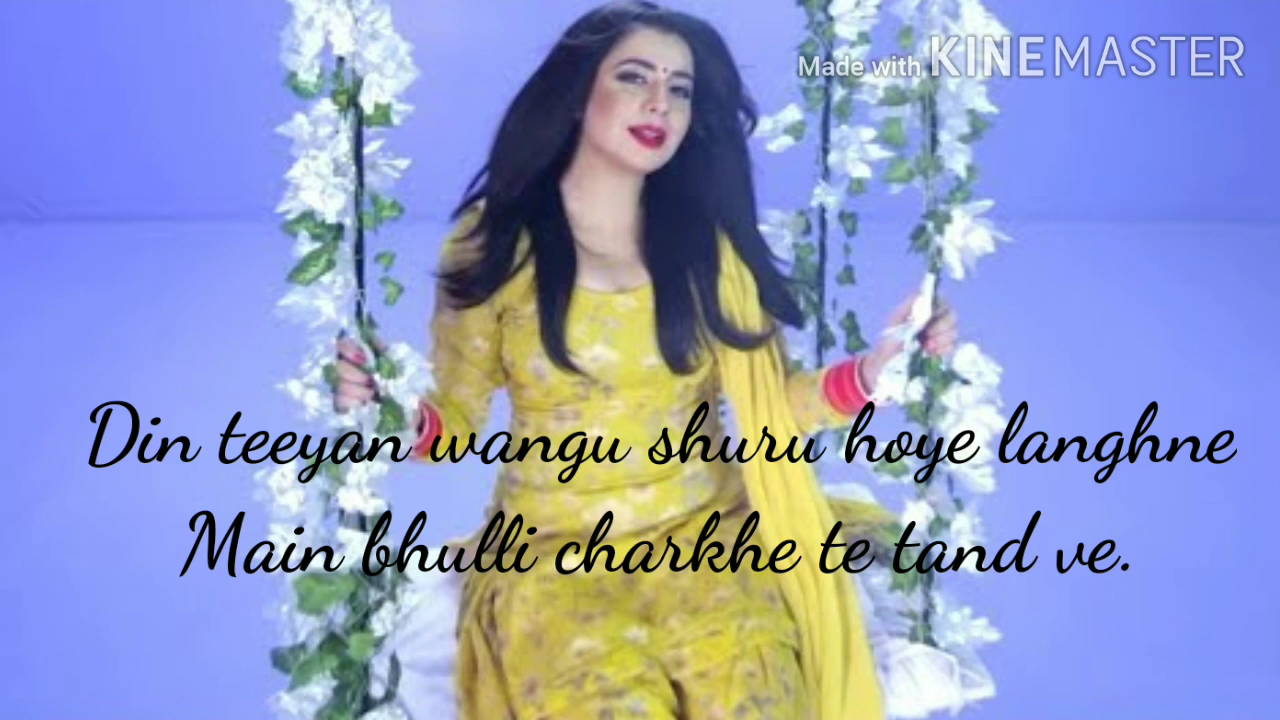 Made with KINEMASTER
Din teeyan wangu shuru hoye langhne
Main bhulli charkhe te tand ve.